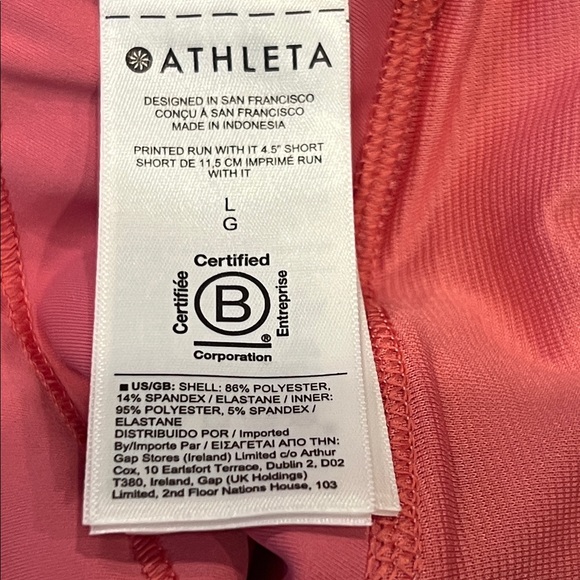 ATHLETA
DESIGNED IN SAN FRANCISCO
CONÇU À SAN FRANCISCO
MADE IN INDONESIA
PRINTED RUN WITH IT 4.5" SHORT
SHORT DE 11,5 CM IMPRIMÉ RUN
WITH IT
L
G
Certified
Certifiée
B
Entreprise
®
Corporation
US/GB: SHELL: 86% POLYESTER,
14% SPANDEX / ELASTANE / INNER:
95% POLYESTER, 5% SPANDEX /
ELASTANE
DISTRIBUIDO POR / Imported
By/Importe Par / ΕΙΣΑΓΕΤΑΙ ΑΠΟ ΤΗΝ:
Gap Stores (Ireland) Limited c/o Arthur
Cox, 10 Earlsfort Terrace, Dublin 2, D02
T380, Ireland, Gap (UK Holdings)
Limited, 2nd Floor Nations House, 103